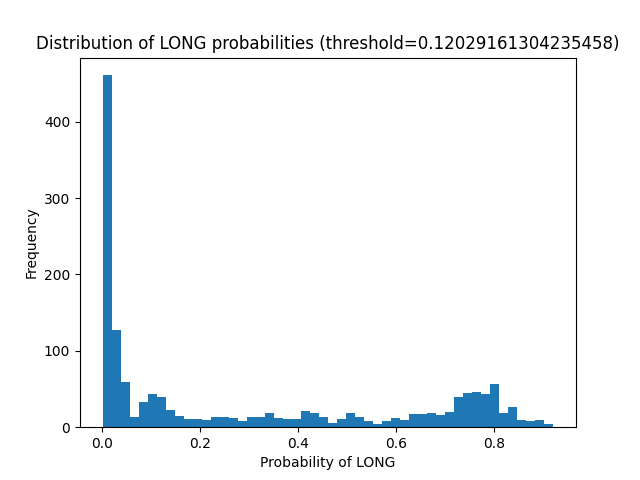 Distribution of LONG probabilities (threshold=0.12029161304235458)
Frequency
400
300
200
100
0
0.0 0.2 0.4 0.6 0.8
Probability of LONG